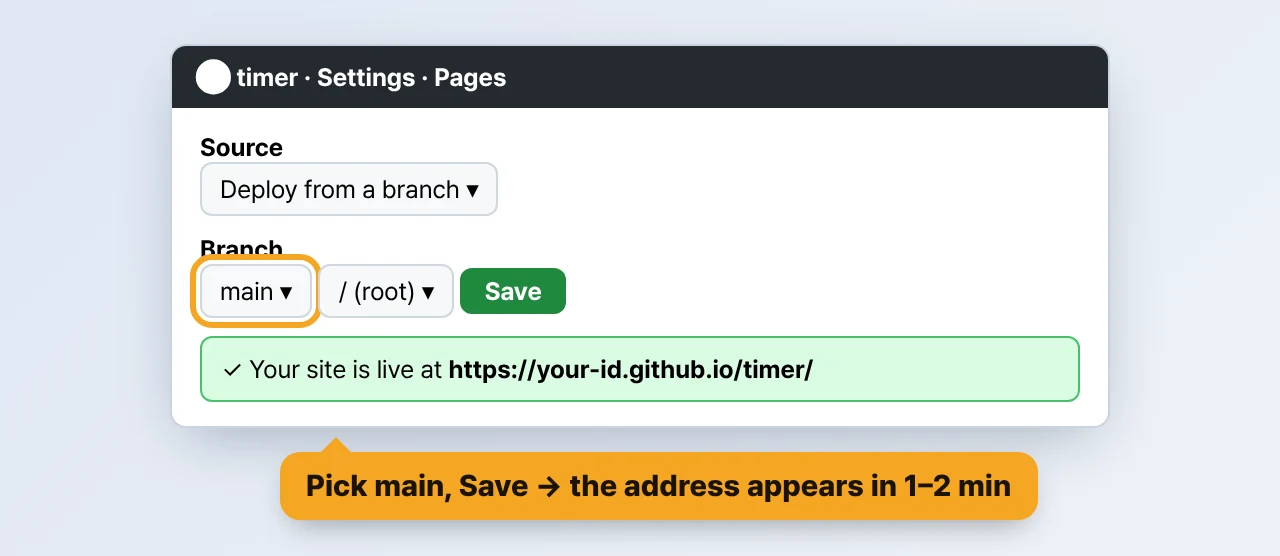 timer · Settings · Pages
Source
Deploy from a branch ▾
Branch
main ▾ / (root) ▾ Save
✓ Your site is live at https://your-id.github.io/timer/
Pick main, Save → the address appears in 1–2 min